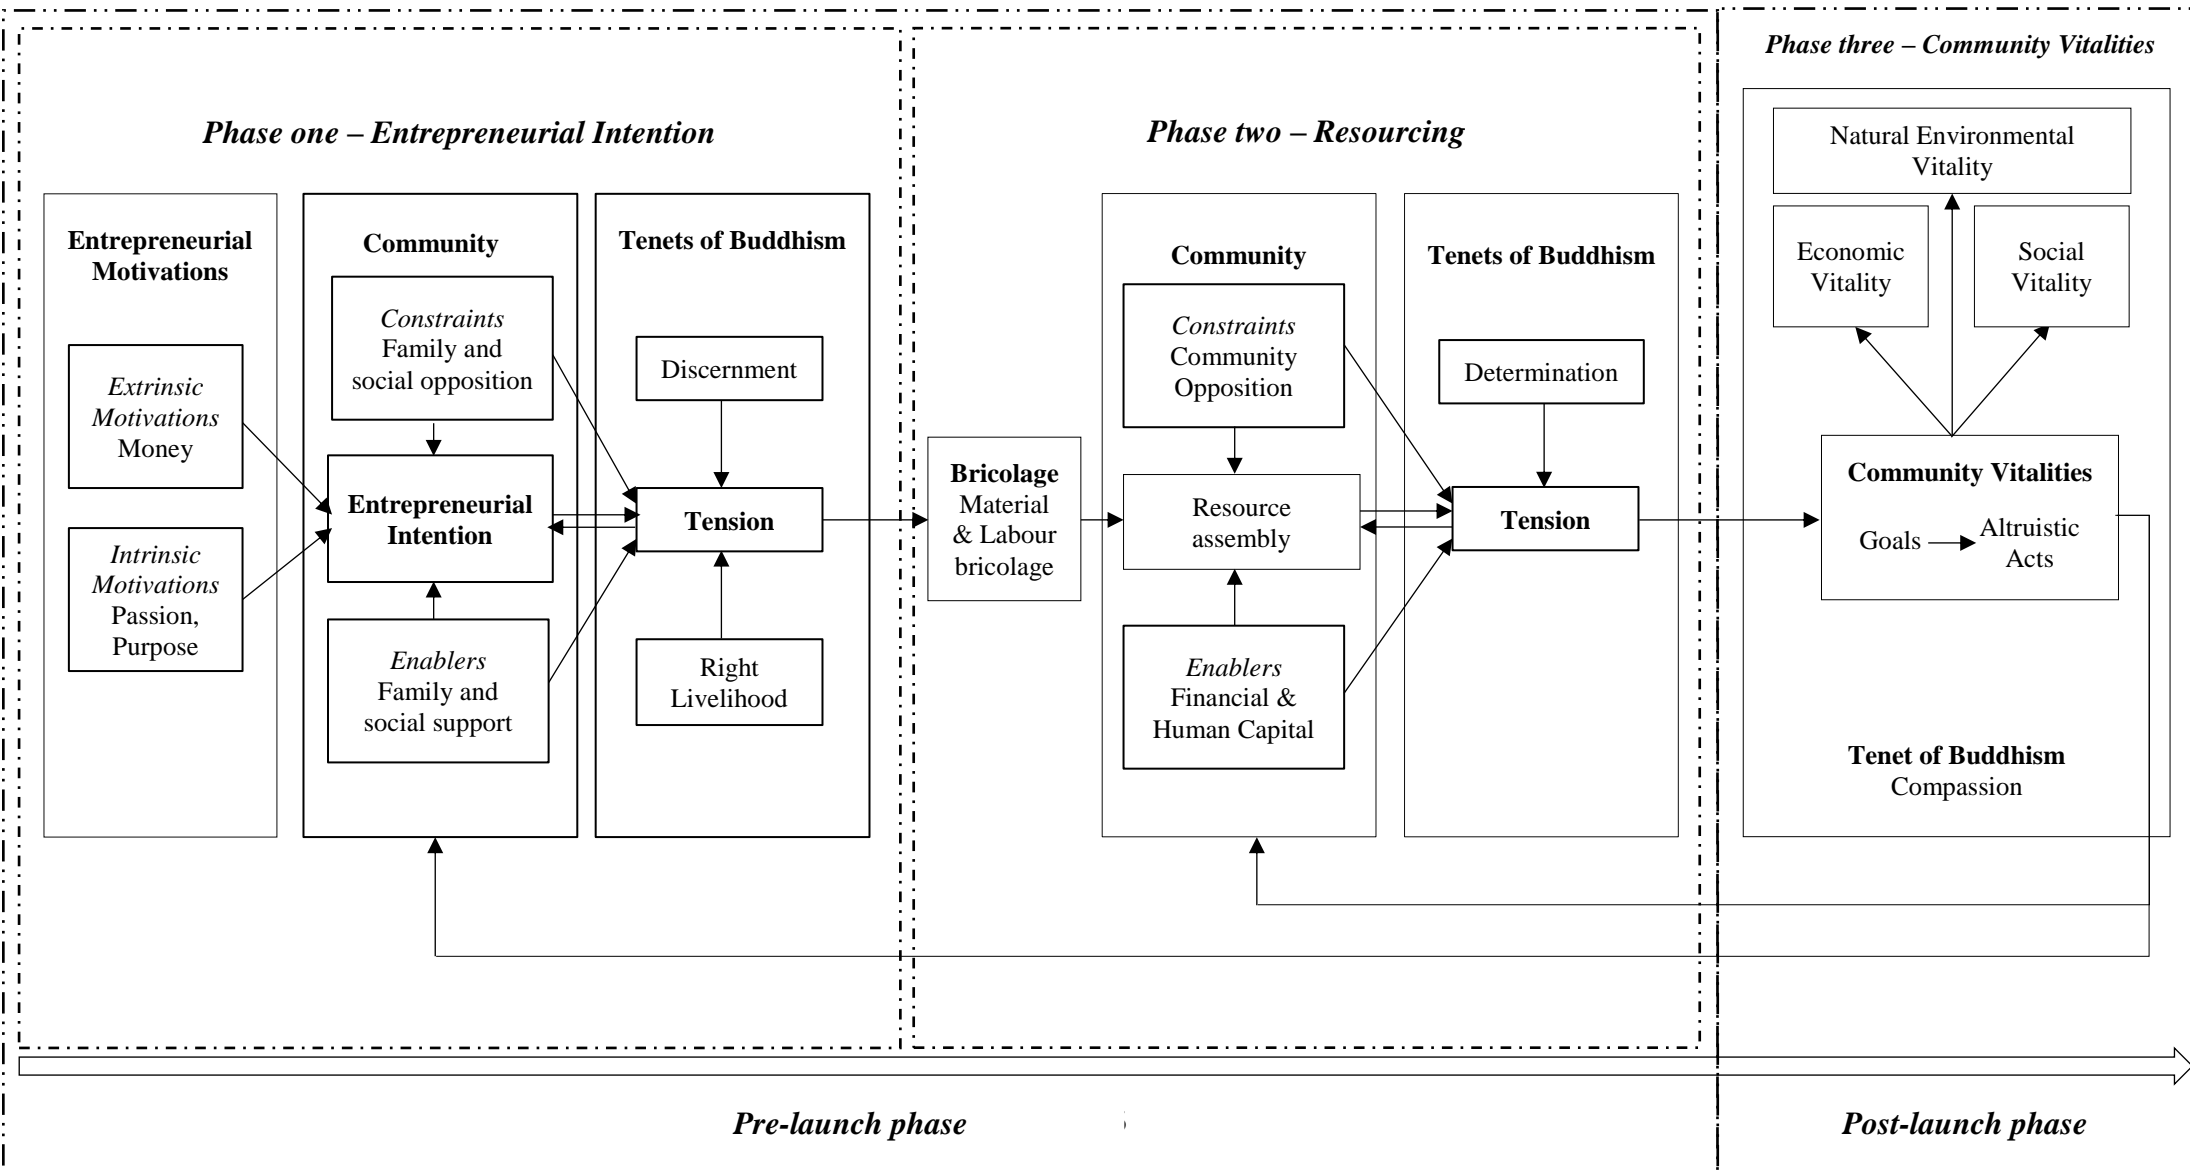 Phase three – Community Vitalities
Phase one – Entrepreneurial Intention
Phase two – Resourcing
Entrepreneurial
Motivations
Extrinsic
Motivations
Money
Intrinsic
Motivations
Passion,
Purpose
Community
Constraints
Family and
social opposition
Entrepreneurial
Intention
Enablers
Family and
social support
Tenets of Buddhism
Discernment
Tension
Right
Livelihood
Bricolage
Material
& Labour
bricolage
Community
Constraints
Community
Opposition
Resource
assembly
Enablers
Financial &
Human Capital
Tenets of Buddhism
Determination
Tension
Natural Environmental
Vitality
Economic
Vitality
Social
Vitality
Community Vitalities
Goals
Altruistic
Acts
Tenet of Buddhism
Compassion
Pre-launch phase
Post-launch phase